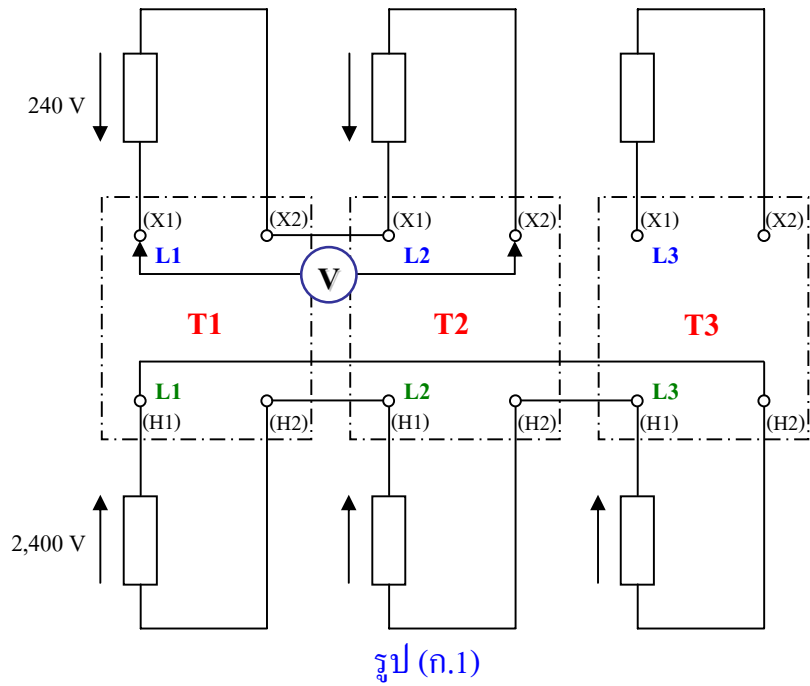 240 V
(X1) (X2) (X1) (X2) (X1) (X2)
L1 L2 L3
V
T1 T2 T3
L1 L2 L3
(H1) (H2) (H1) (H2) (H1) (H2)
2,400 V
รูป (ก.1)